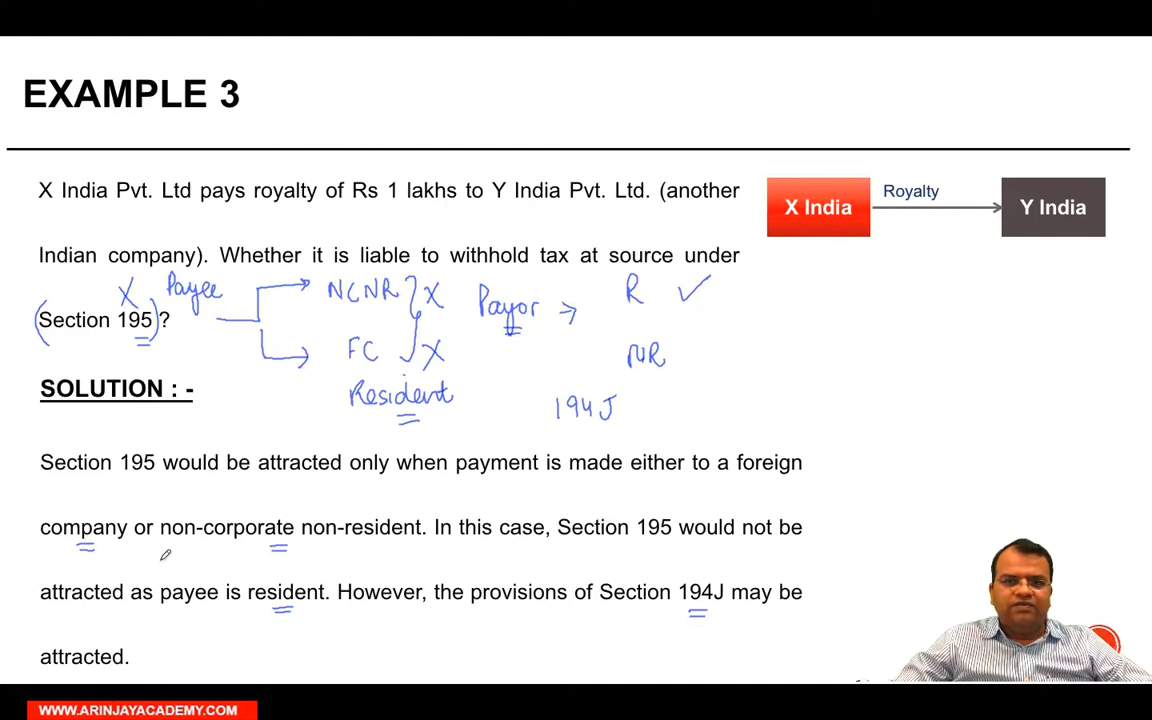 EXAMPLE 3
X India Pvt. Ltd pays royalty of Rs 1 lakhs to Y India Pvt. Ltd. (another
Indian company). Whether it is liable to withhold tax at source under
(Section 195)?
X India
Royalty
Y India
X Payee
NCNR X
FC X
Resident
Payor → R ✓
NR
194J
SOLUTION : -
Section 195 would be attracted only when payment is made either to a foreign
company or non-corporate non-resident. In this case, Section 195 would not be
attracted as payee is resident. However, the provisions of Section 194J may be
attracted.
WWW.ARINJAYACADEMY.COM